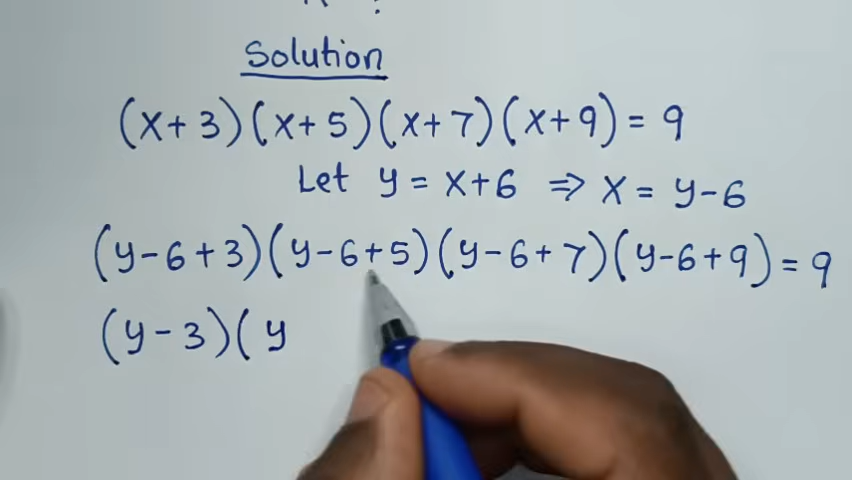 Solution
(x+3)(x+5)(x+7)(x+9) = 9
Let y = x+6 ⇒ x = y-6
(y-6+3)(y-6+5)(y-6+7)(y-6+9) = 9
(y-3)(y